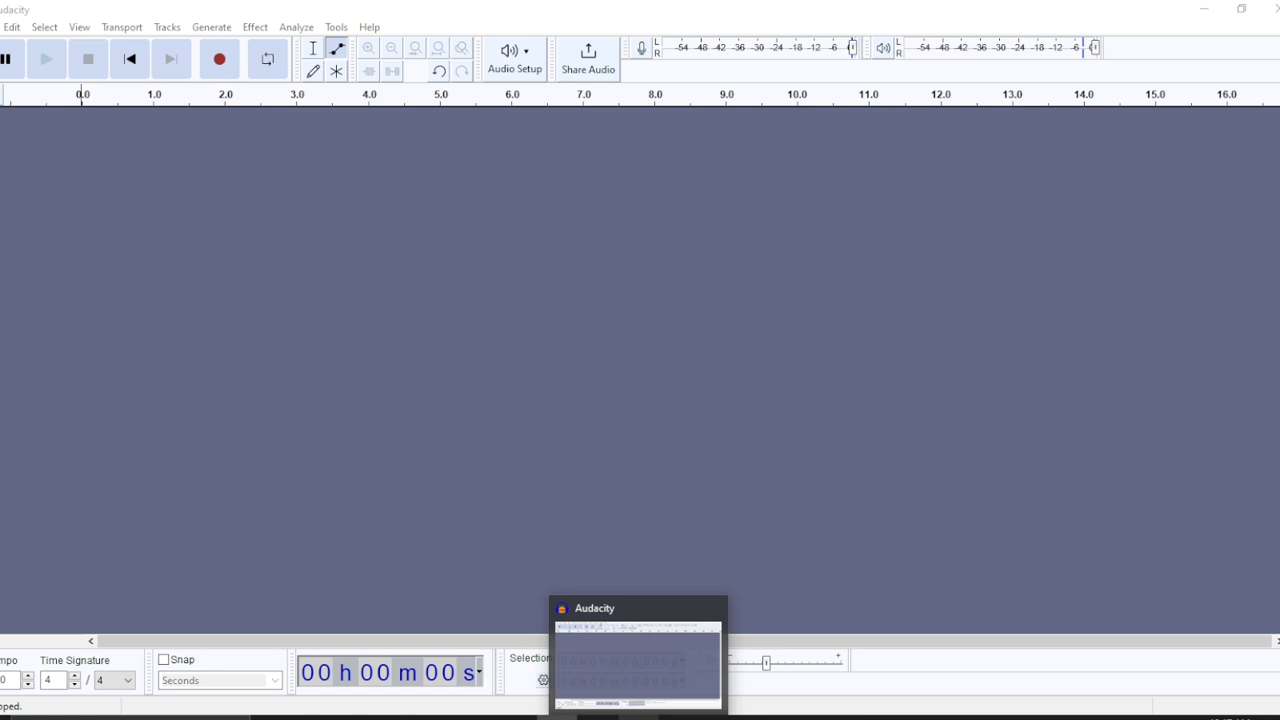 udacity
Edit Select View Transport Tracks Generate Effect Analyze Tools Help
Audio Setup
Share Audio
L
R
-54 -48 -42 -36 -30 -24 -18 -12 -6
L
R
-54 -48 -42 -36 -30 -24 -18 -12 -6
0.0 1.0 2.0 3.0 4.0 5.0 6.0 7.0 8.0 9.0 10.0 11.0 12.0 13.0 14.0 15.0 16.0
Audacity
mpo
Time Signature
0
4 / 4
Snap
Seconds
00 h 00 m 00 s
Selection
- +
pped.